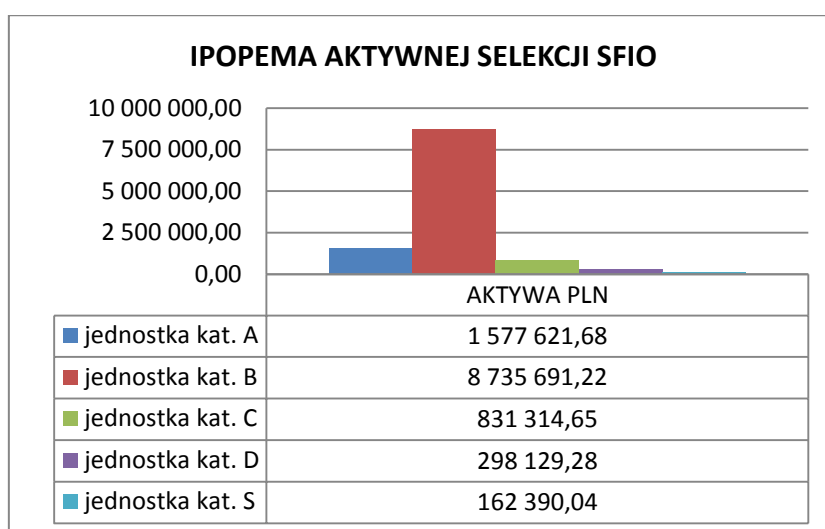 IPOPEMA AKTYWNEJ SELEKCJI SFIO
10 000 000,00
7 500 000,00
5 000 000,00
2 500 000,00
0,00
AKTYWA PLN
jednostka kat. A 1 577 621,68
jednostka kat. B 8 735 691,22
jednostka kat. C 831 314,65
jednostka kat. D 298 129,28
jednostka kat. S 162 390,04